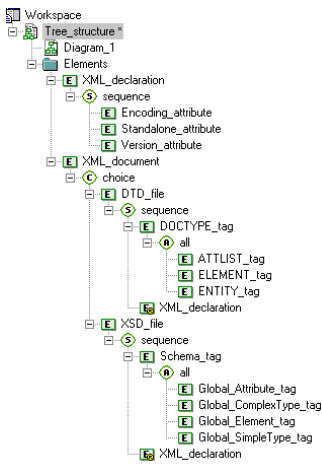 Workspace
Tree_structure *
Diagram_1
Elements
E XML_declaration
S sequence
E Encoding_attribute
E Standalone_attribute
E Version_attribute
E XML_document
C choice
E DTD_file
S sequence
E DOCTYPE_tag
A all
E ATTLIST_tag
E ELEMENT_tag
E ENTITY_tag
E XML_declaration
E XSD_file
S sequence
E Schema_tag
A all
E Global_Attribute_tag
E Global_ComplexType_tag
E Global_Element_tag
E Global_SimpleType_tag
E XML_declaration